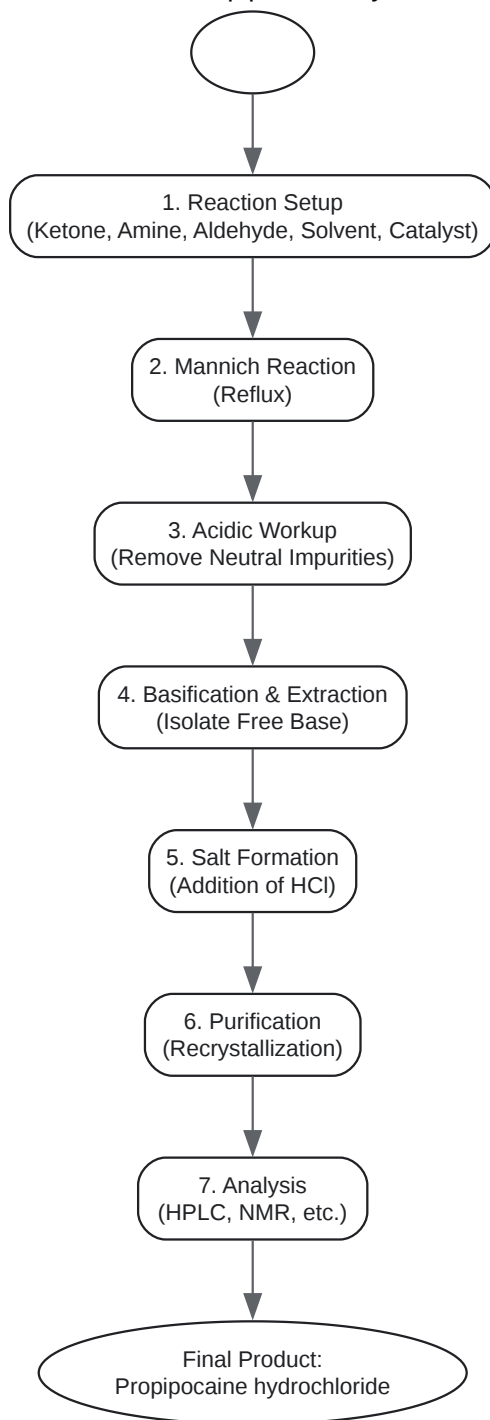 1. Reaction Setup
(Ketone, Amine, Aldehyde, Solvent, Catalyst)
2. Mannich Reaction
(Reflux)
3. Acidic Workup
(Remove Neutral Impurities)
4. Basification & Extraction
(Isolate Free Base)
5. Salt Formation
(Addition of HCl)
6. Purification
(Recrystallization)
7. Analysis
(HPLC, NMR, etc.)
Final Product:
Propipocaine hydrochloride